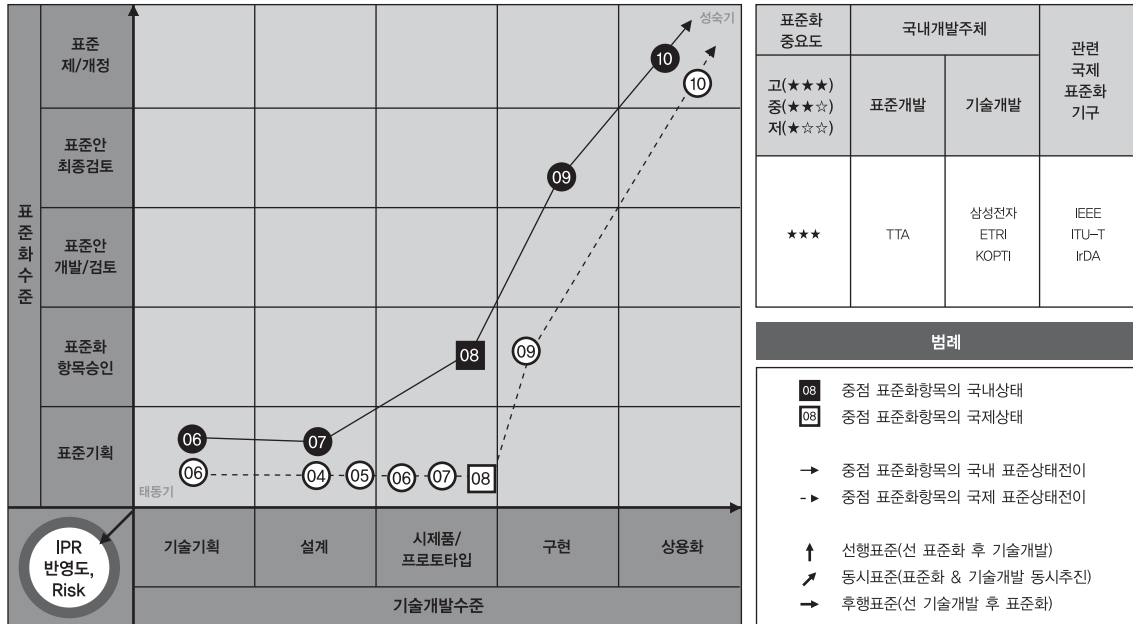 성숙기
표준
제/개정
표준안
최종검토
표준안
개발/검토
표준화
항목승인
표준기획
표준화수준
10
10
09
08
09
06
07
06
04
05
06
07
08
태동기
IPR
반영도,
Risk
기술기획
설계
시제품/
프로토타입
구현
상용화
기술개발수준
표준화
중요도
국내개발주체
관련
국제
표준화
기구
고(★★★)
중(★★☆)
저(★☆☆)
표준개발
기술개발
★★★
TTA
삼성전자
ETRI
KOPTI
IEEE
ITU-T
IrDA
범례
08 중점 표준화항목의 국내상태
08 중점 표준화항목의 국제상태
중점 표준화항목의 국내 표준상태전이
중점 표준화항목의 국제 표준상태전이
선행표준(선 표준화 후 기술개발)
동시표준(표준화 & 기술개발 동시추진)
후행표준(선 기술개발 후 표준화)